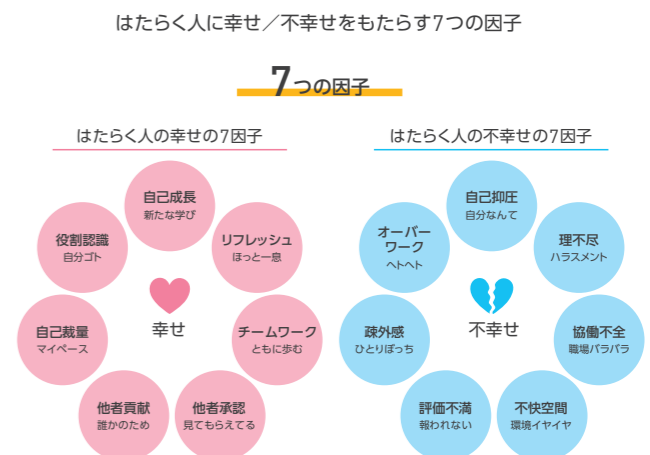 はたらく人に幸せ／不幸せをもたらす7つの因子
7つの因子
はたらく人の幸せの7因子
自己成長
新たな学び
リフレッシュ
ほっと一息
チームワーク
ともに歩む
他者承認
見てもらえてる
他者貢献
誰かのため
自己裁量
マイペース
役割認識
自分ゴト
幸せ
はたらく人の不幸せの7因子
自己抑圧
自分なんて
理不尽
ハラスメント
協働不全
職場バラバラ
不快空間
環境イヤイヤ
評価不満
報われない
疎外感
ひとりぼっち
オーバー
ワーク
ヘトヘト
不幸せ